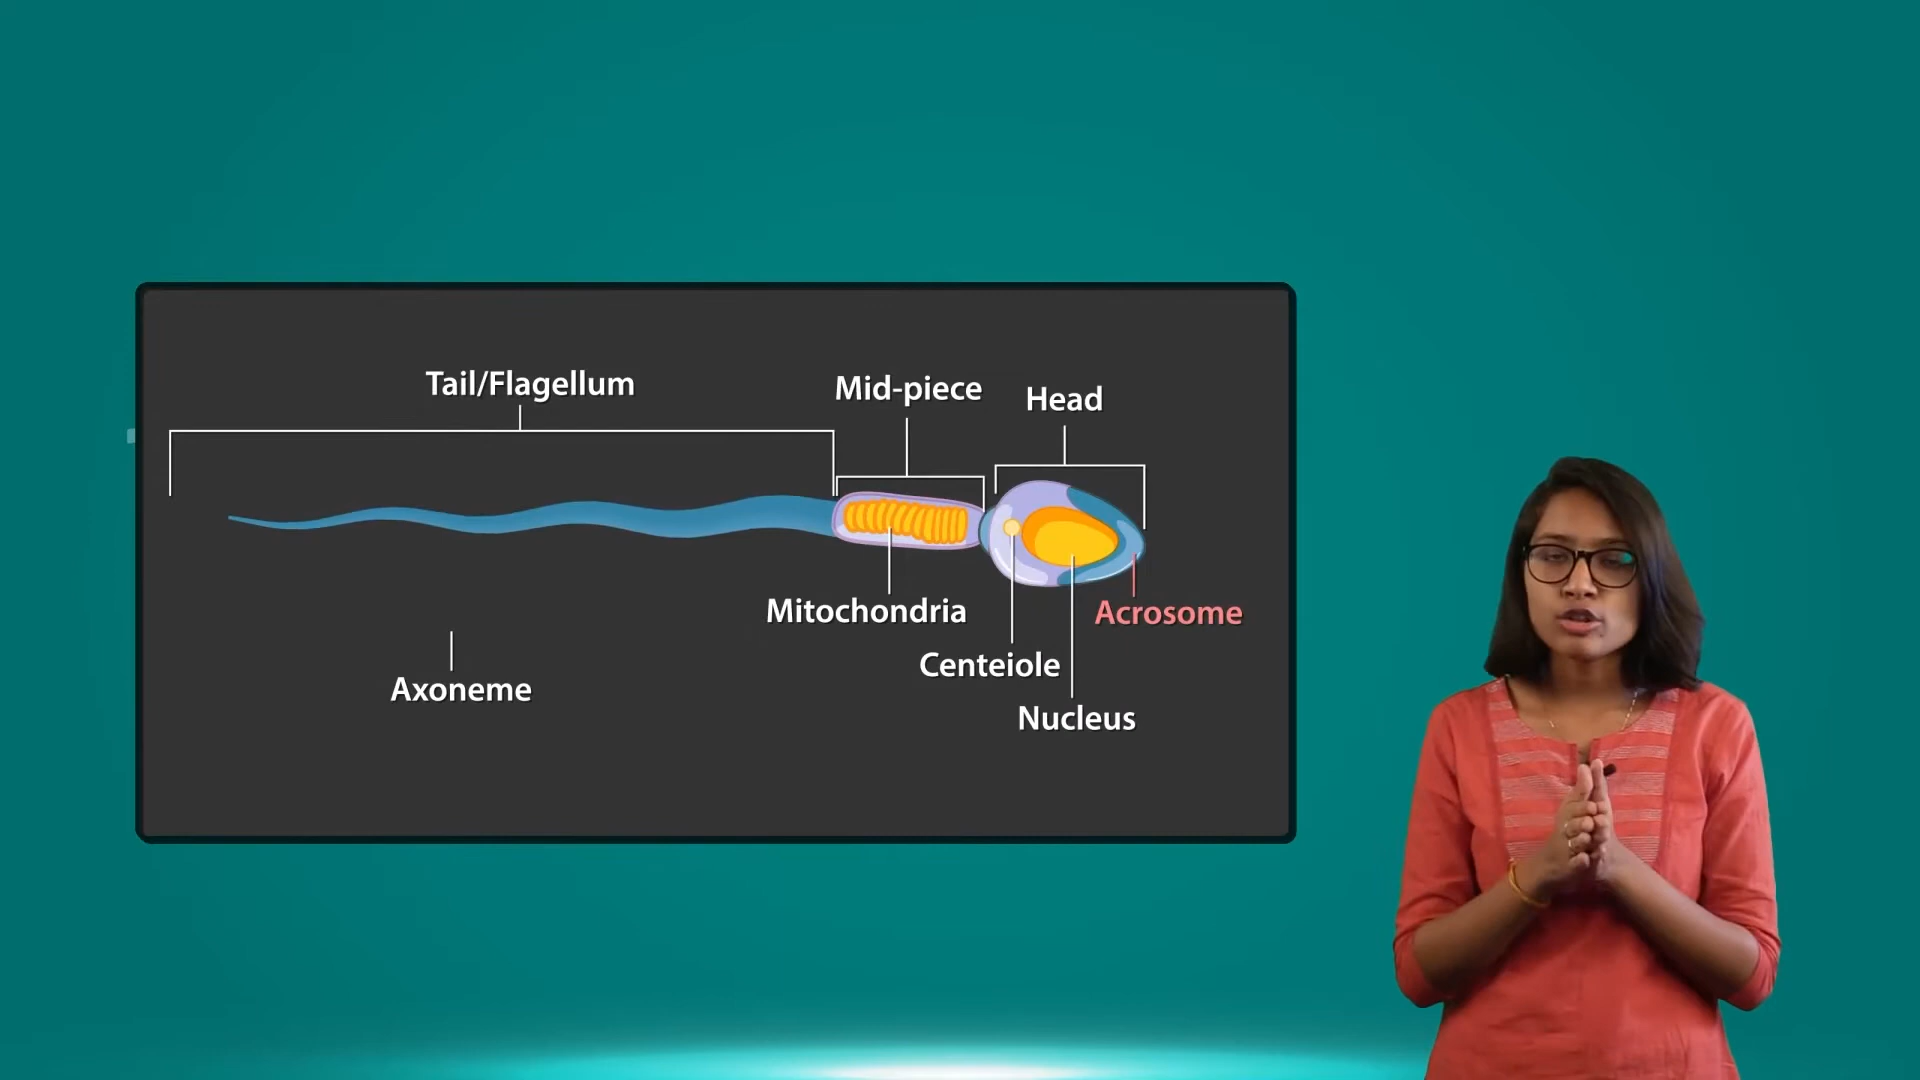 Tail/Flagellum
Mid-piece
Head
Mitochondria
Acrosome
Centeiole
Axoneme
Nucleus